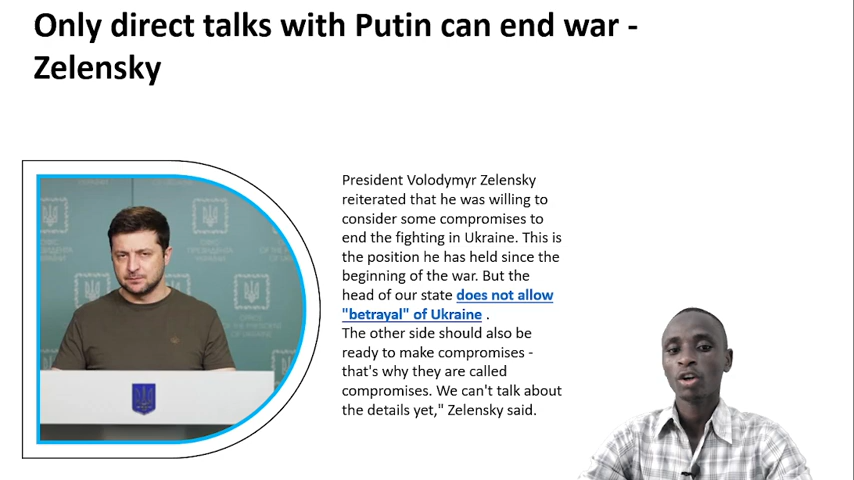 Only direct talks with Putin can end war -
Zelensky
President Volodymyr Zelensky
reiterated that he was willing to
consider some compromises to
end the fighting in Ukraine. This is
the position he has held since the
beginning of the war. But the
head of our state does not allow
"betrayal" of Ukraine .
The other side should also be
ready to make compromises -
that's why they are called
compromises. We can't talk about
the details yet," Zelensky said.